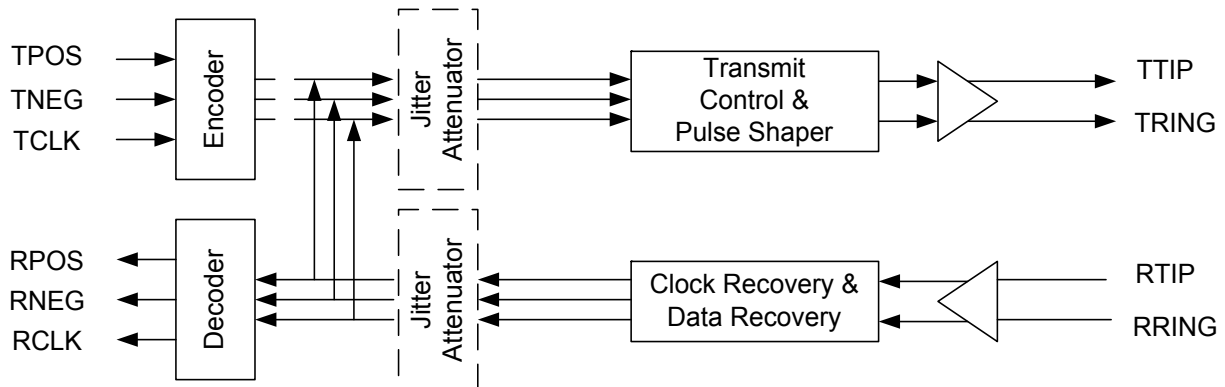 TPOS
TNEG
TCLK
Encoder
Jitter
Attenuator
Transmit
Control &
Pulse Shaper
TTIP
TRING
RPOS
RNEG
RCLK
Decoder
Jitter
Attenuator
Clock Recovery &
Data Recovery
RTIP
RRING